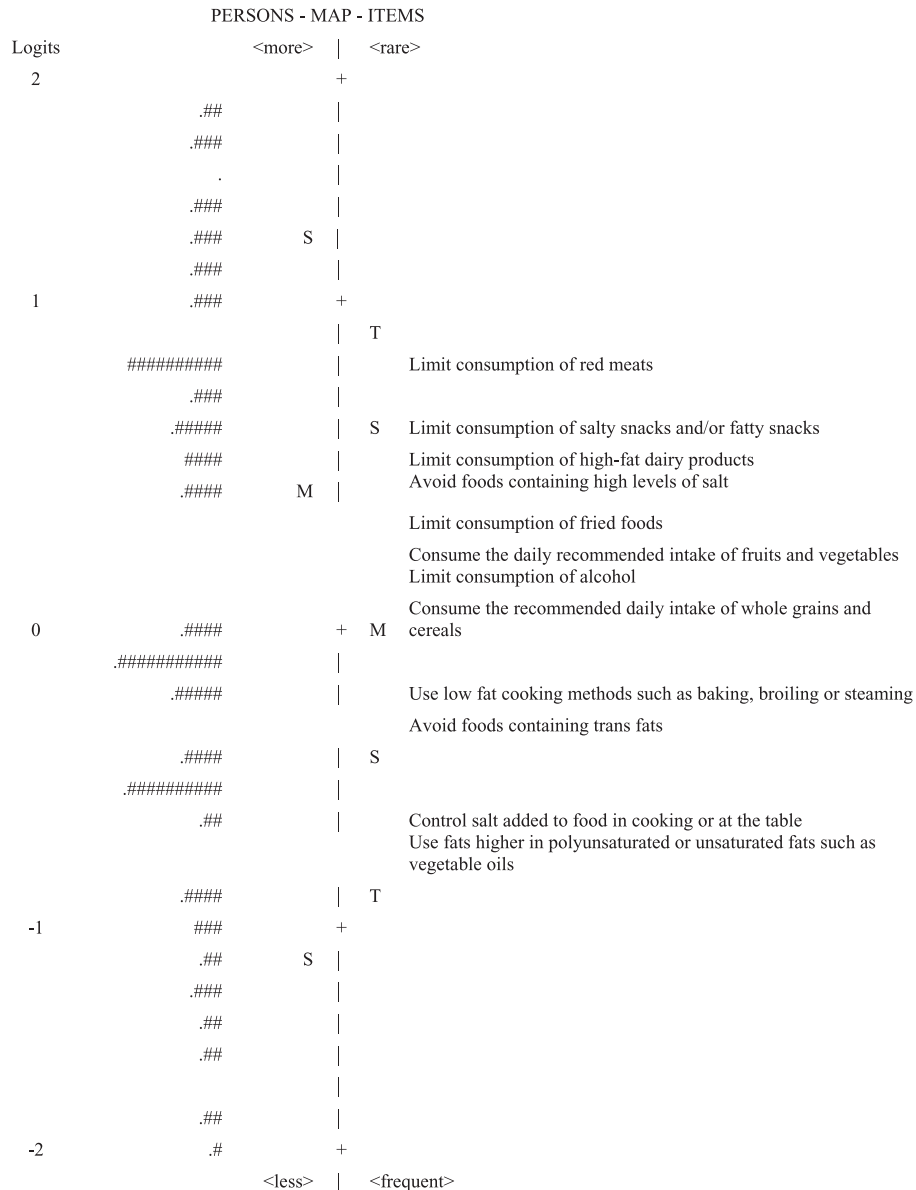 PERSONS - MAP - ITEMS
Logits <more> | <rare>
2 +
.## |
.### |
. |
.### |
.### S |
.### |
1 .### +
| T
########## | Limit consumption of red meats
.### |
.##### | S Limit consumption of salty snacks and/or fatty snacks
#### | Limit consumption of high-fat dairy products
Avoid foods containing high levels of salt
.#### M |
Limit consumption of fried foods
Consume the daily recommended intake of fruits and vegetables
Limit consumption of alcohol
Consume the recommended daily intake of whole grains and
0 .#### + M cereals
.########### |
.##### | Use low fat cooking methods such as baking, broiling or steaming
Avoid foods containing trans fats
.#### | S
.########## |
.## | Control salt added to food in cooking or at the table
Use fats higher in polyunsaturated or unsaturated fats such as
vegetable oils
.#### | T
-1 ### +
.## S |
.### |
.## |
.## |
|
.## |
-2 .# +
<less> | <frequent>